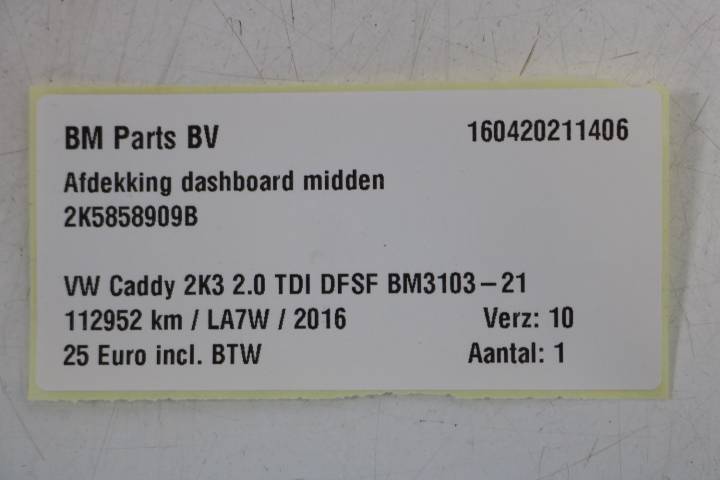 BM Parts BV 160420211406
Afdekking dashboard midden
2K5858909B
VW Caddy 2K3 2.0 TDI DFSF BM3103-21
112952 km / LA7W / 2016 Verz: 10
25 Euro incl. BTW Aantal: 1